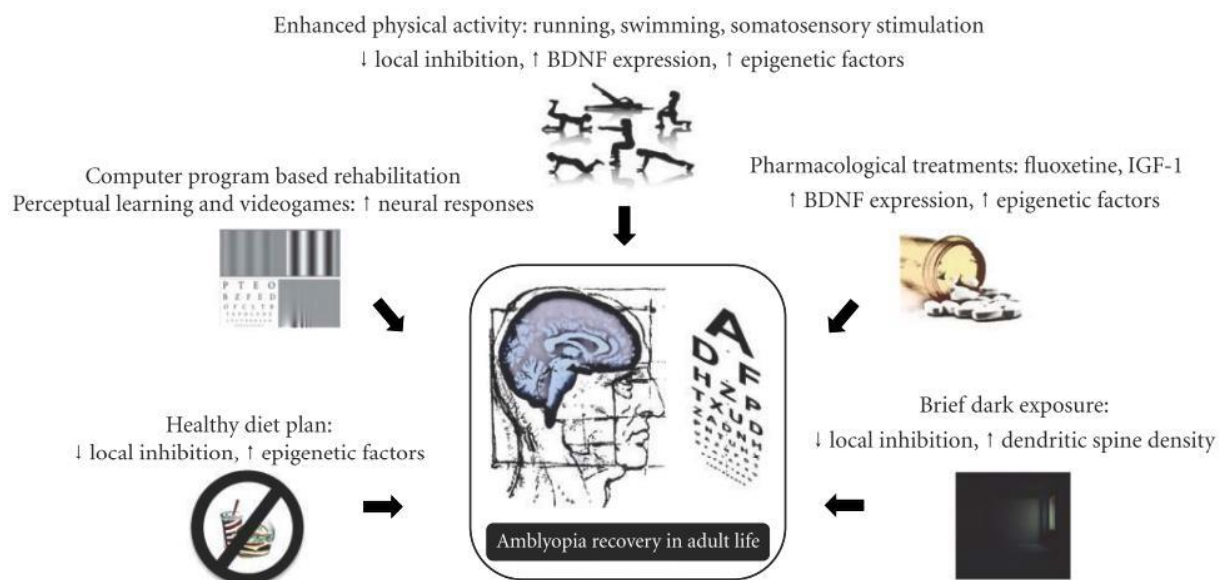 Enhanced physical activity: running, swimming, somatosensory stimulation
↓ local inhibition, ↑ BDNF expression, ↑ epigenetic factors
Computer program based rehabilitation
Perceptual learning and videogames: ↑ neural responses
Pharmacological treatments: fluoxetine, IGF-1
↑ BDNF expression, ↑ epigenetic factors
P T E O
Healthy diet plan:
↓ local inhibition, ↑ epigenetic factors
Brief dark exposure:
↓ local inhibition, ↑ dendritic spine density
A
D F
Amblyopia recovery in adult life